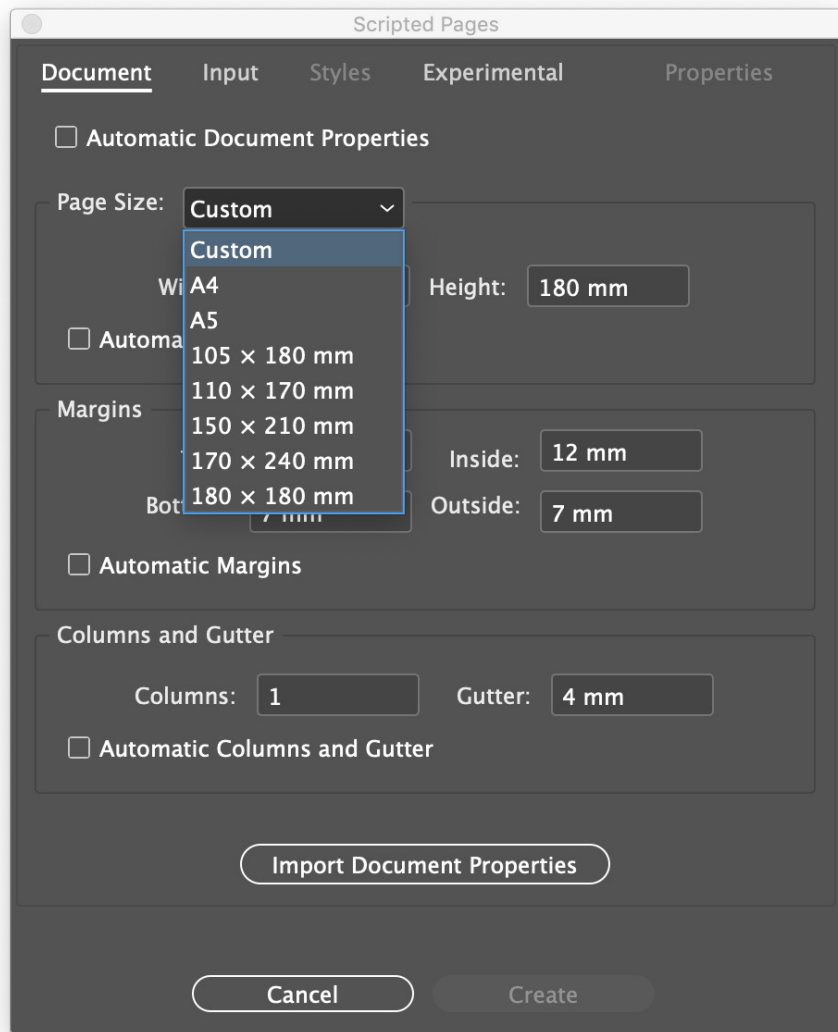 Scripted Pages
Document Input Styles Experimental Properties
Automatic Document Properties
Page Size: Custom
Custom
A4
Height: 180 mm
A5
105 × 180 mm
110 × 170 mm
Margins
150 × 210 mm
170 × 240 mm
Inside: 12 mm
180 × 180 mm
Outside: 7 mm
7 mm
Automatic Margins
Columns and Gutter
Columns: 1 Gutter: 4 mm
Automatic Columns and Gutter
Import Document Properties
Cancel Create